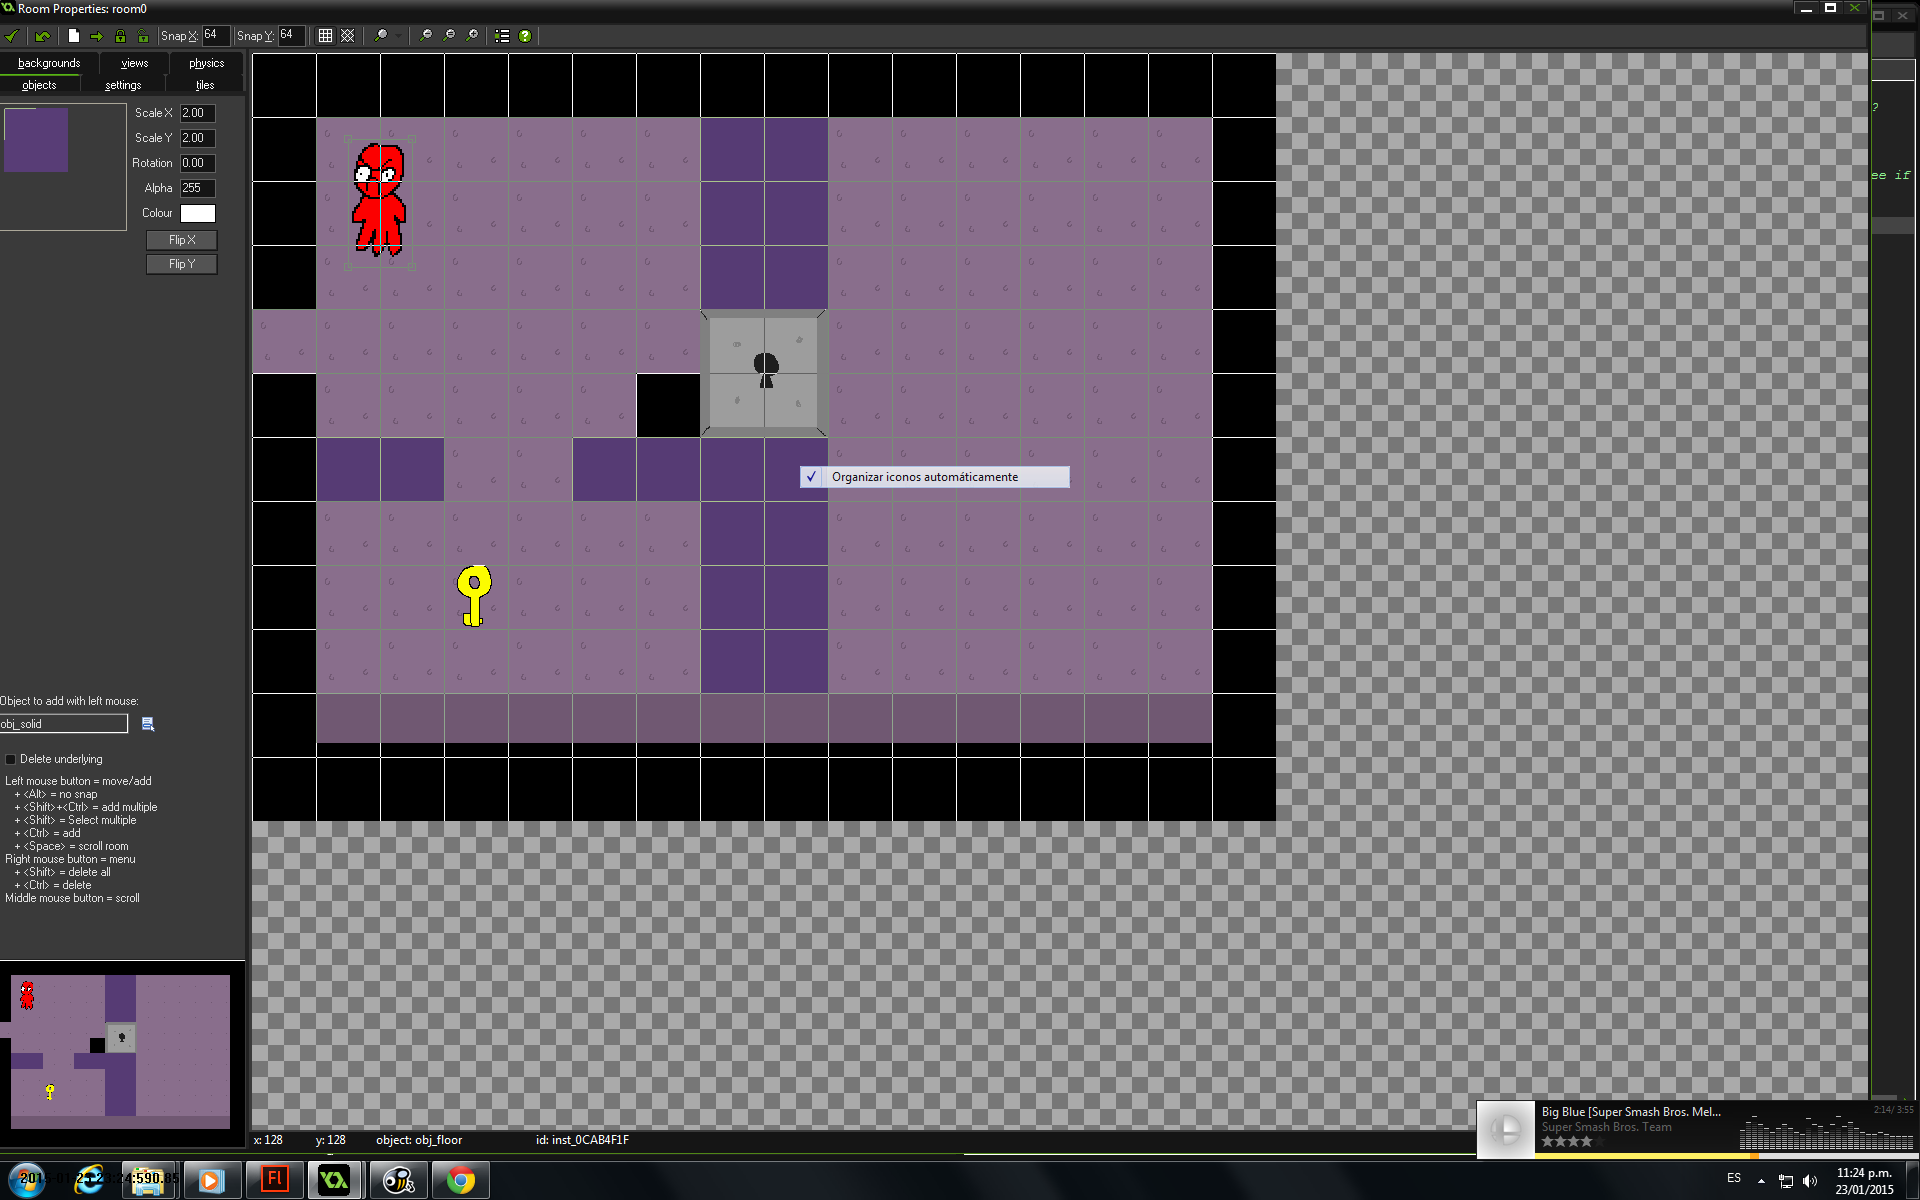 Room Properties: room0
Snap X: 64 Snap Y: 64
backgrounds views physics
objects settings tiles
Scale X 2.00
Scale Y 2.00
Rotation 0.00
Alpha 255
Colour
Flip X
Flip Y
?
ee if
Organizar iconos automáticamente
Object to add with left mouse:
obj_solid
Delete underlying
Left mouse button = move/add
+ <Alt> = no snap
+ <Shift>+<Ctrl> = add multiple
+ <Shift> = Select multiple
+ <Ctrl> = add
+ <Space> = scroll room
Right mouse button = menu
+ <Shift> = delete all
+ <Ctrl> = delete
Middle mouse button = scroll
x: 128 y: 128 object: obj_floor id: inst_0CAB4F1F
Big Blue [Super Smash Bros. Mel...
2:14/ 3:55
Super Smash Bros. Team
Fl
ES
11:24 p.m.
23/01/2015